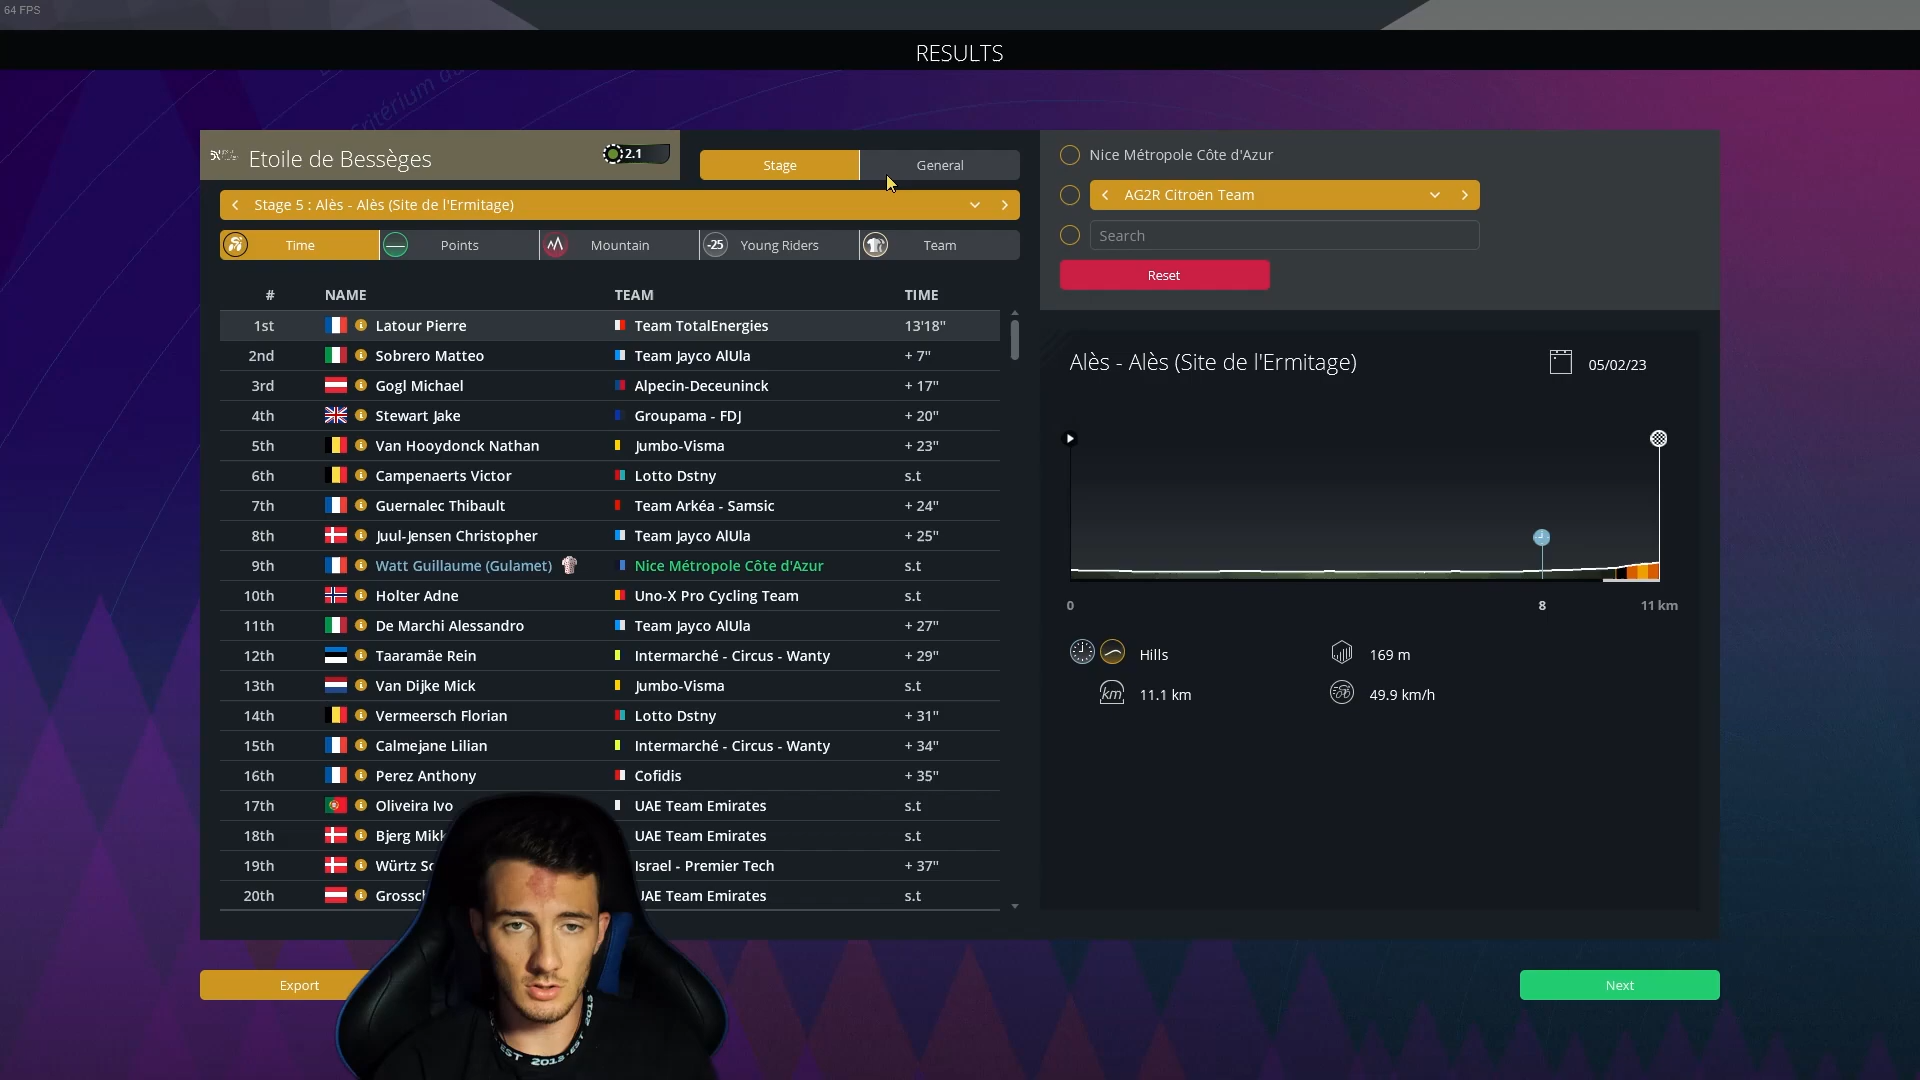 64 FPS
RESULTS
Etoile de Bessèges
2.1
Stage
General
Stage 5 : Alès - Alès (Site de l'Ermitage)
Time
Points
Mountain
-25 Young Riders
Team
# NAME TEAM TIME
1st Latour Pierre Team TotalEnergies 13'18"
2nd Sobrero Matteo Team Jayco AlUla + 7"
3rd Gogl Michael Alpecin-Deceuninck + 17"
4th Stewart Jake Groupama - FDJ + 20"
5th Van Hooydonck Nathan Jumbo-Visma + 23"
6th Campenaerts Victor Lotto Dstny s.t
7th Guernalec Thibault Team Arkéa - Samsic + 24"
8th Juul-Jensen Christopher Team Jayco AlUla + 25"
9th Watt Guillaume (Gulamet) Nice Métropole Côte d'Azur s.t
10th Holter Adne Uno-X Pro Cycling Team s.t
11th De Marchi Alessandro Team Jayco AlUla + 27"
12th Taaramäe Rein Intermarché - Circus - Wanty + 29"
13th Van Dijke Mick Jumbo-Visma s.t
14th Vermeersch Florian Lotto Dstny + 31"
15th Calmejane Lilian Intermarché - Circus - Wanty + 34"
16th Perez Anthony Cofidis + 35"
17th Oliveira Ivo UAE Team Emirates s.t
18th Bjerg UAE Team Emirates s.t
19th Würtz Israel - Premier Tech + 37"
20th Team Emirates s.t
Export
Nice Métropole Côte d'Azur
AG2R Citroën Team
Search
Reset
Alès - Alès (Site de l'Ermitage)
05/02/23
0 8 11 km
Hills
169 m
km 11.1 km
49.9 km/h
Next
EST 2013-EST 2013